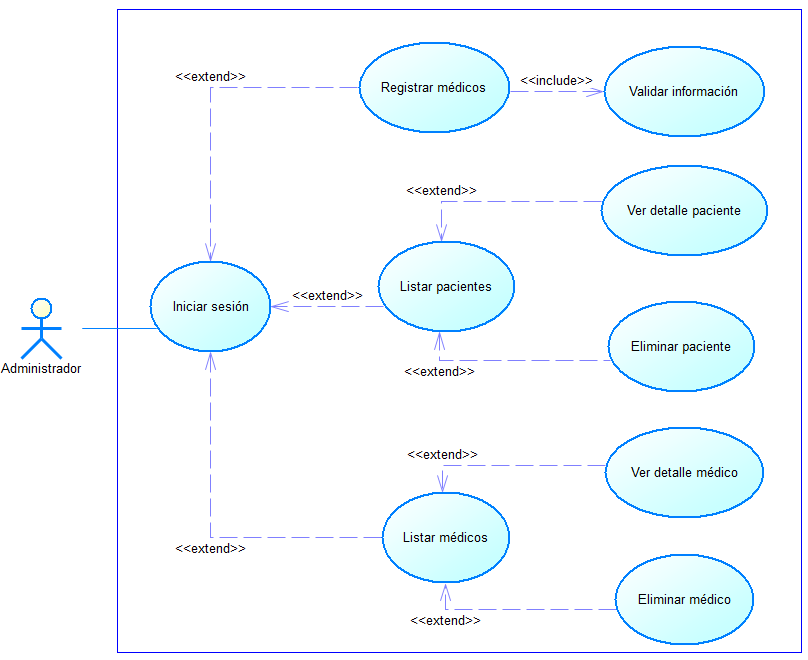 <<extend>>
Registrar médicos
<<include>>
Validar información
<<extend>>
Ver detalle paciente
Iniciar sesión
<<extend>>
Listar pacientes
Administrador
Eliminar paciente
<<extend>>
<<extend>>
Ver detalle médico
<<extend>>
Listar médicos
Eliminar médico
<<extend>>